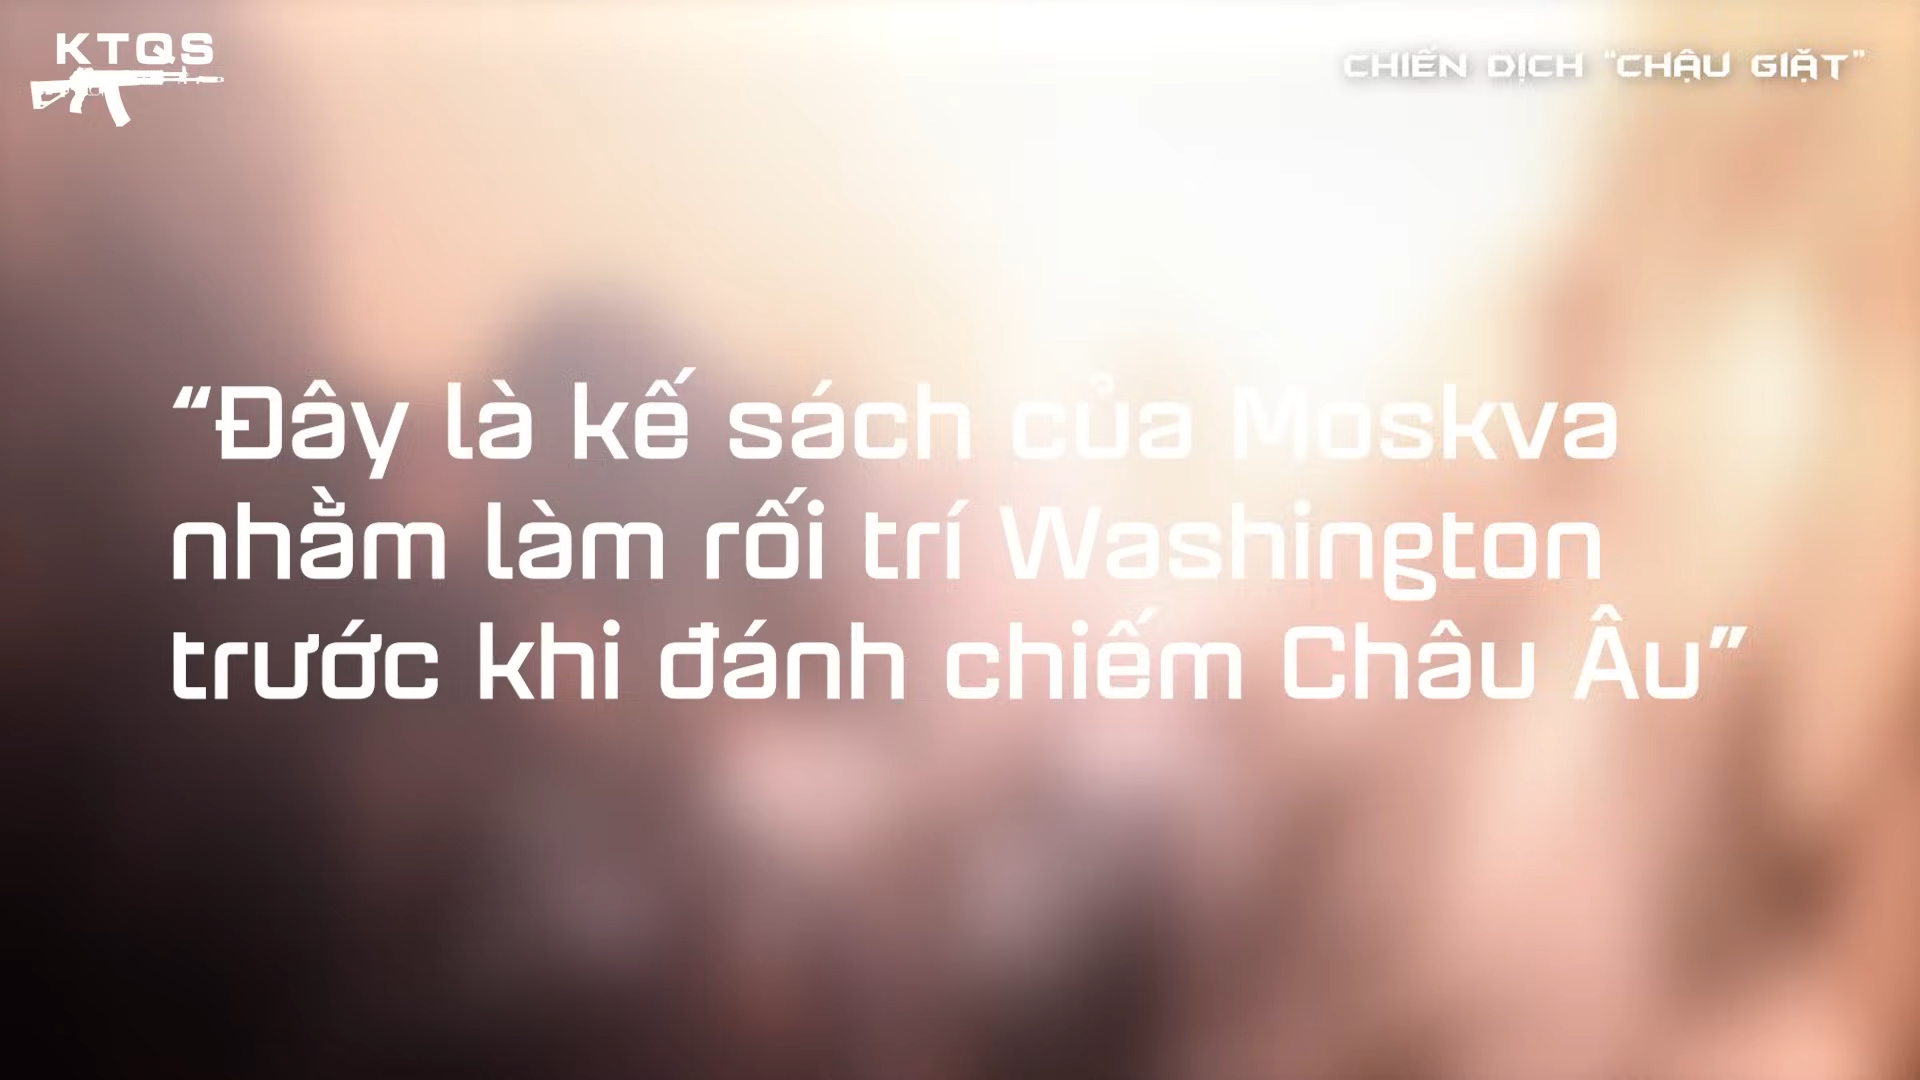 KTQS
CHIẾN DỊCH “CHẬU GIẶT”
“Đây là kế sách của Moskva
nhằm làm rối trí Washington
trước khi đánh chiếm Châu Âu”